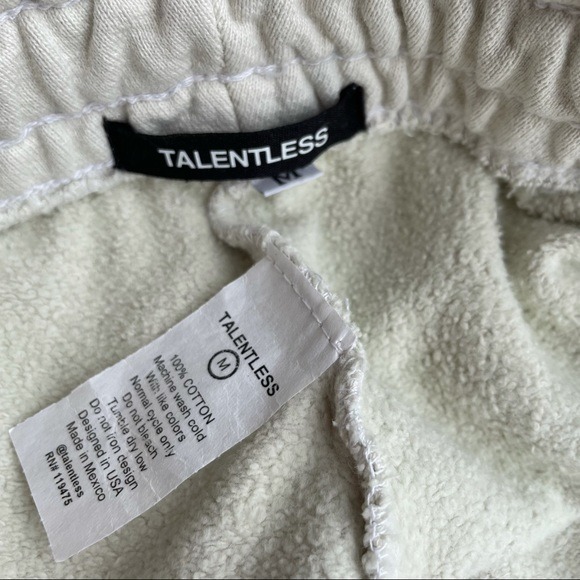 TALENTLESS
M
TALENTLESS
M
100% COTTON
Machine wash cold
With like colors
Normal cycle only
Do not bleach
Tumble dry low
Do not iron design
Designed in USA
Made in Mexico
@talentless
RN# 119475